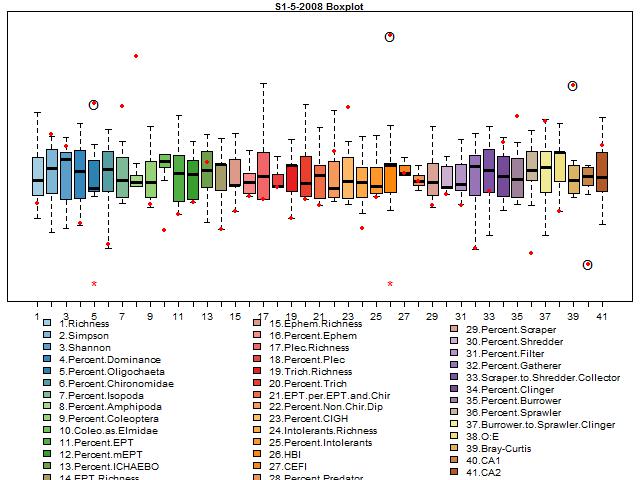 S1-5-2008 Boxplot
1 3 5 7 9 11 13 15 17 19 21 23 25 27 29 31 33 35 37 39 41
1.Richness
2.Simpson
3.Shannon
4.Percent.Dominance
5.Percent.Oligochaeta
6.Percent.Chironomidae
7.Percent.Isopoda
8.Percent.Amphipoda
9.Percent.Coleoptera
10.Coleo.as.Elmidae
11.Percent.EPT
12.Percent.mEPT
13.Percent.ICHAEBO
14.EPT.Richness
15.Ephem.Richness
16.Percent.Ephem
17.Plec.Richness
18.Percent.Plec
19.Trich.Richness
20.Percent.Trich
21.EPT.per.EPT.and.Chir
22.Percent.Non.Chir.Dip
23.Percent.CIGH
24.Intolerants.Richness
25.Percent.Intolerants
26.HBI
27.CEFI
28.Percent.Predator
29.Percent.Scraper
30.Percent.Shredder
31.Percent.Filter
32.Percent.Gatherer
33.Scraper.to.Shredder.Collector
34.Percent.Clinger
35.Percent.Burrower
36.Percent.Sprawler
37.Burrower.to.Sprawler.Clinger
38.O:E
39.Bray-Curtis
40.CA1
41.CA2